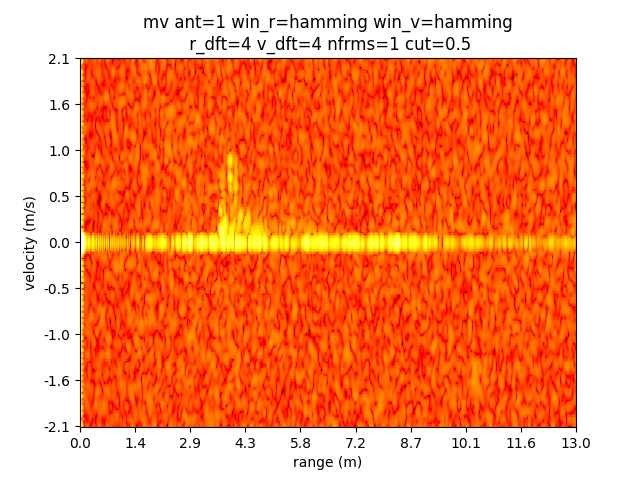 mv ant=1 win_r=hamming win_v=hamming
r_dft=4 v_dft=4 nfrms=1 cut=0.5
2.1
1.6
1.0
0.5
0.0
-0.5
-1.0
-1.6
-2.1
velocity (m/s)
0.0 1.4 2.9 4.3 5.8 7.2 8.7 10.1 11.6 13.0
range (m)